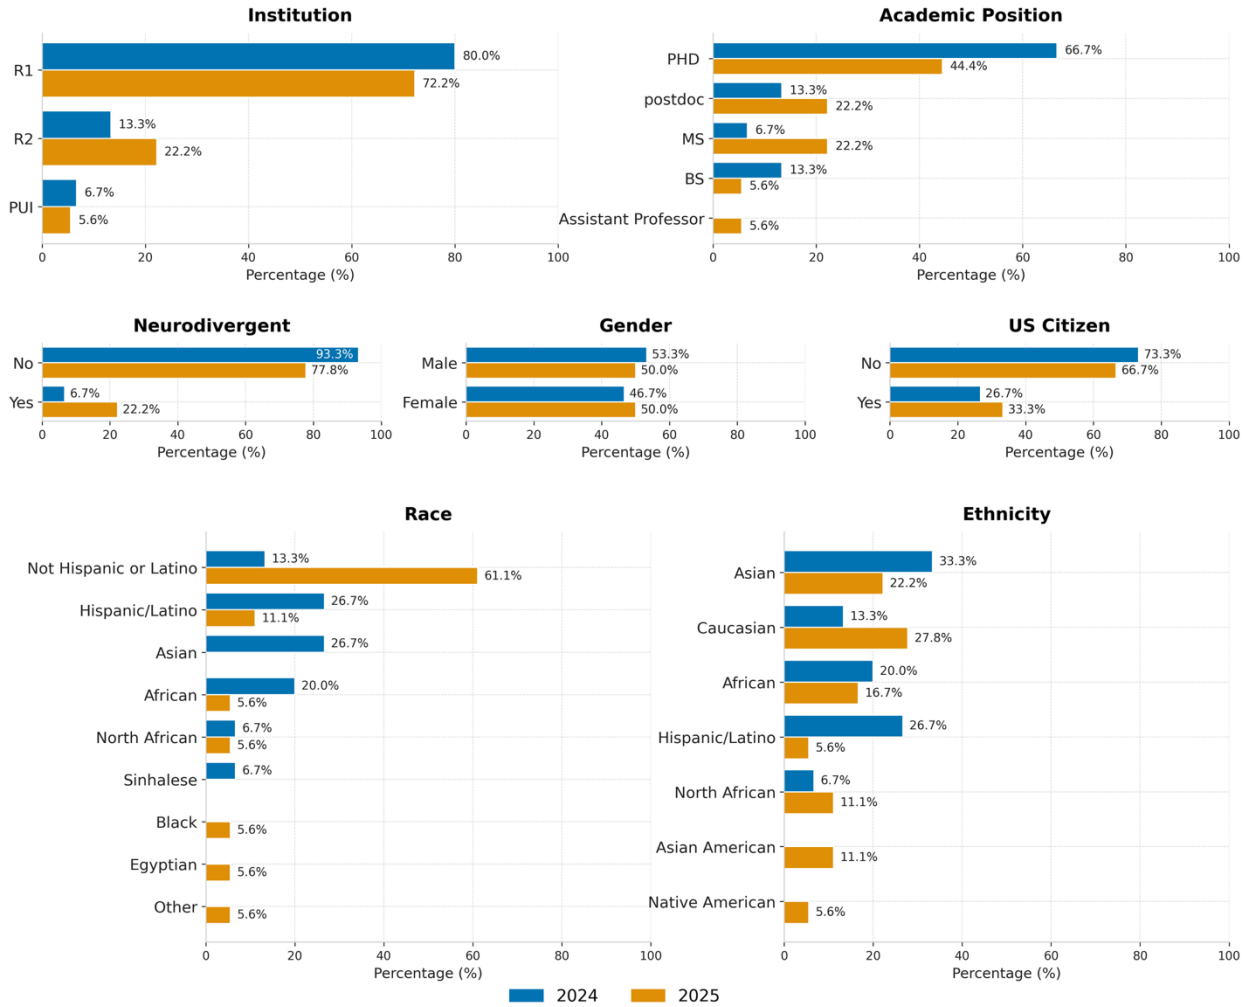 Institution
R1
80.0%
72.2%
R2
13.3%
22.2%
PUI
6.7%
5.6%
0 20 40 60 80 100
Percentage (%)
Academic Position
PHD
66.7%
44.4%
postdoc
13.3%
22.2%
MS
6.7%
22.2%
BS
13.3%
5.6%
Assistant Professor
5.6%
0 20 40 60 80 100
Percentage (%)
Neurodivergent
No
93.3%
77.8%
Yes
6.7%
22.2%
0 20 40 60 80 100
Percentage (%)
Gender
Male
53.3%
50.0%
Female
46.7%
50.0%
0 20 40 60 80 100
Percentage (%)
US Citizen
No
73.3%
66.7%
Yes
26.7%
33.3%
0 20 40 60 80 100
Percentage (%)
Race
Not Hispanic or Latino
13.3%
61.1%
Hispanic/Latino
26.7%
11.1%
Asian
26.7%
African
20.0%
5.6%
North African
6.7%
5.6%
Sinhalese
6.7%
Black
5.6%
Egyptian
5.6%
Other
5.6%
0 20 40 60 80 100
Percentage (%)
Ethnicity
Asian
33.3%
22.2%
Caucasian
13.3%
27.8%
African
20.0%
16.7%
Hispanic/Latino
26.7%
5.6%
North African
6.7%
11.1%
Asian American
11.1%
Native American
5.6%
0 20 40 60 80 100
Percentage (%)
2024 2025